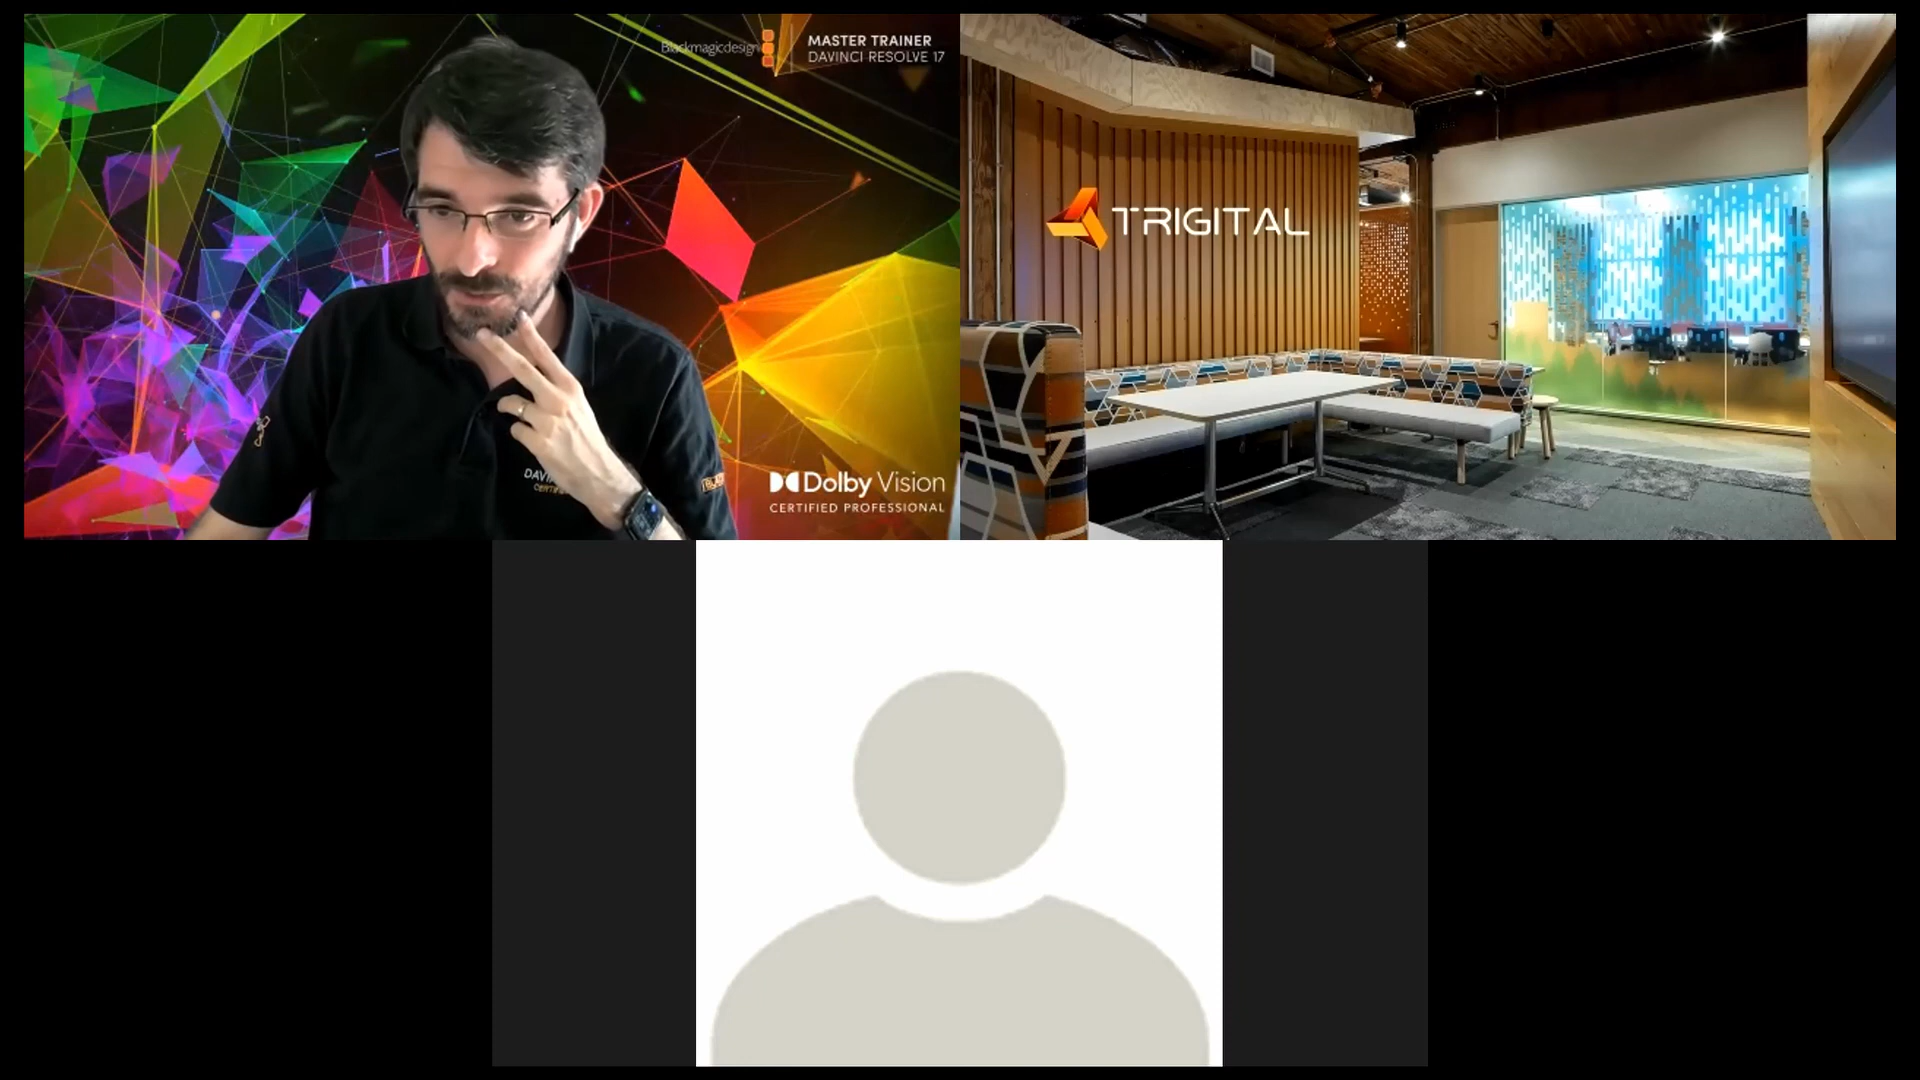 Blackmagicdesign
MASTER TRAINER
DAVINCI RESOLVE 17
Dolby Vision
CERTIFIED PROFESSIONAL
TRIGITAL